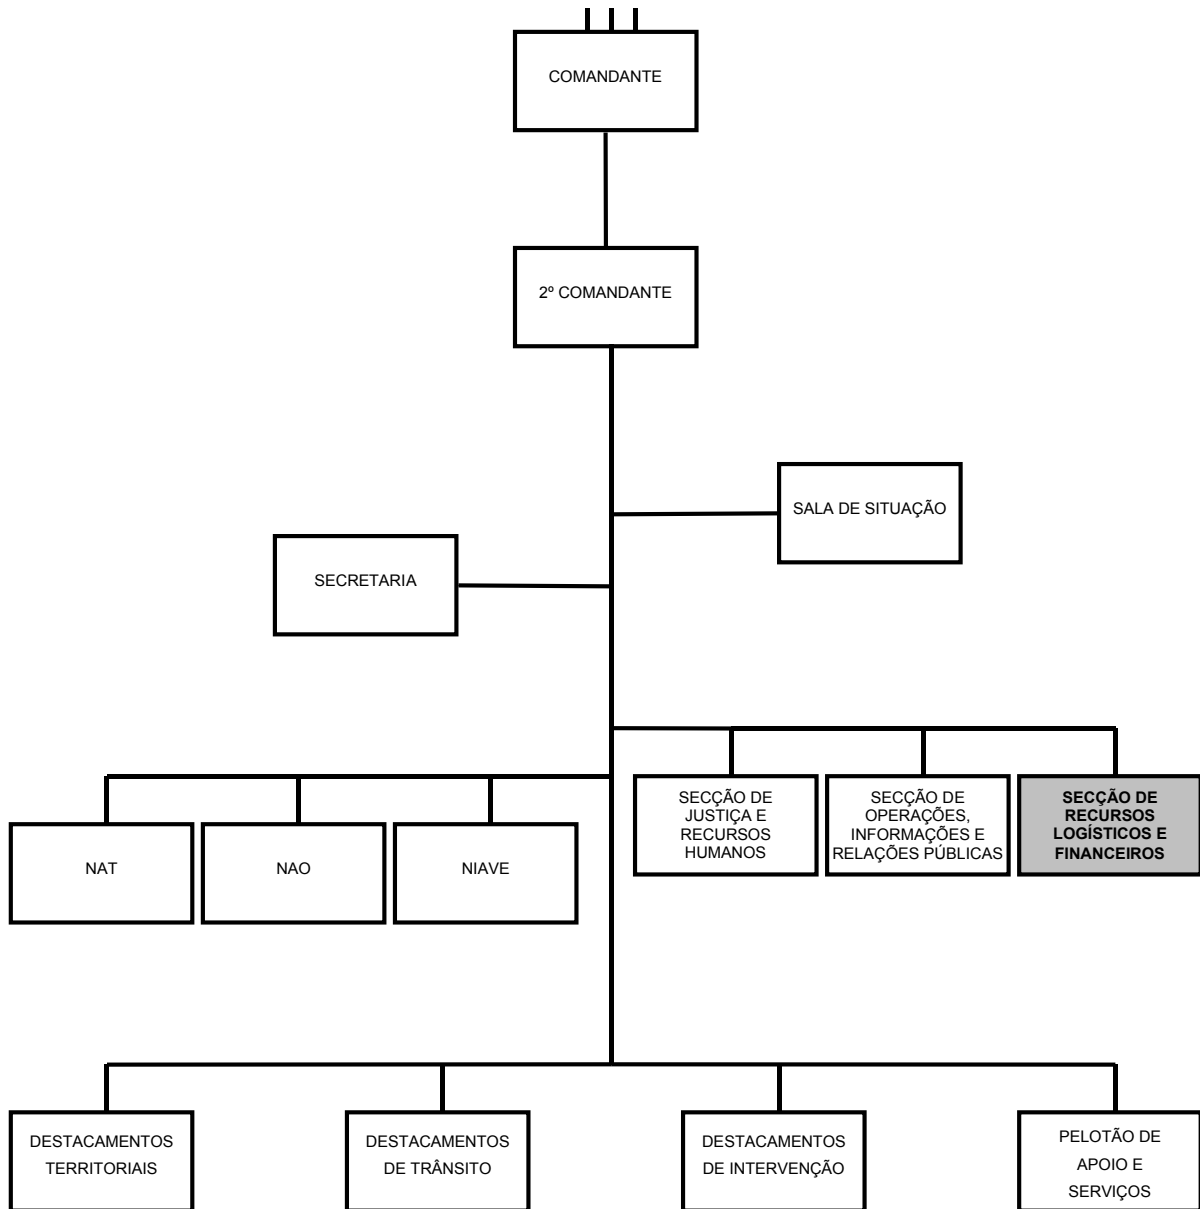 COMANDANTE
2º COMANDANTE
SALA DE SITUAÇÃO
SECRETARIA
SECÇÃO DE
JUSTIÇA E
RECURSOS
HUMANOS
SECÇÃO DE
OPERAÇÕES,
INFORMAÇÕES E
RELAÇÕES PÚBLICAS
SECÇÃO DE
RECURSOS
LOGÍSTICOS E
FINANCEIROS
NAT
NAO
NIAVE
DESTACAMENTOS
TERRITORIAIS
DESTACAMENTOS
DE TRÂNSITO
DESTACAMENTOS
DE INTERVENÇÃO
PELOTÃO DE
APOIO E
SERVIÇOS